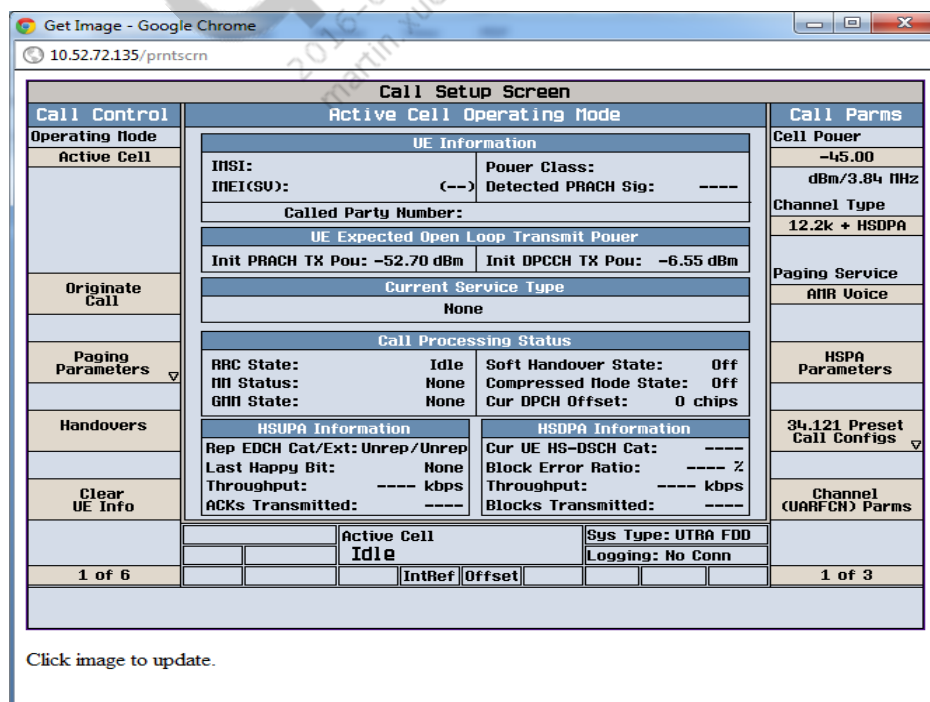 Get Image - Google Chrome
10.52.72.135/prntscrn
Call Setup Screen
Call Control
Active Cell Operating Mode
Call Parms
Operating Mode
Active Cell
Originate
Call
Paging
Parameters
Handovers
Clear
UE Info
1 of 6
UE Information
IMSI:
Power Class:
IMEI(SV): (--) Detected PRACH Sig: ----
Called Party Number:
UE Expected Open Loop Transmit Power
Init PRACH TX Pow: -52.70 dBm Init DPCCH TX Pow: -6.55 dBm
Current Service Type
None
Call Processing Status
RRC State: Idle Soft Handover State: Off
MM Status: None Compressed Mode State: Off
GMM State: None Cur DPCH Offset: 0 chips
HSUPA Information
Rep EDCH Cat/Ext: Unrep/Unrep
Last Happy Bit: None
Throughput: ---- kbps
ACKs Transmitted: ----
HSDPA Information
Cur UE HS-DSCH Cat: ----
Block Error Ratio: ---- %
Throughput: ---- kbps
Blocks Transmitted: ----
Active Cell
Idle
Sys Type: UTRA FDD
Logging: No Conn
IntRef Offset
Cell Power
-45.00
dBm/3.84 MHz
Channel Type
12.2k + HSDPA
Paging Service
AMR Voice
HSPA
Parameters
34.121 Preset
Call Configs
Channel
(UARFCN) Parms
1 of 3
Click image to update.